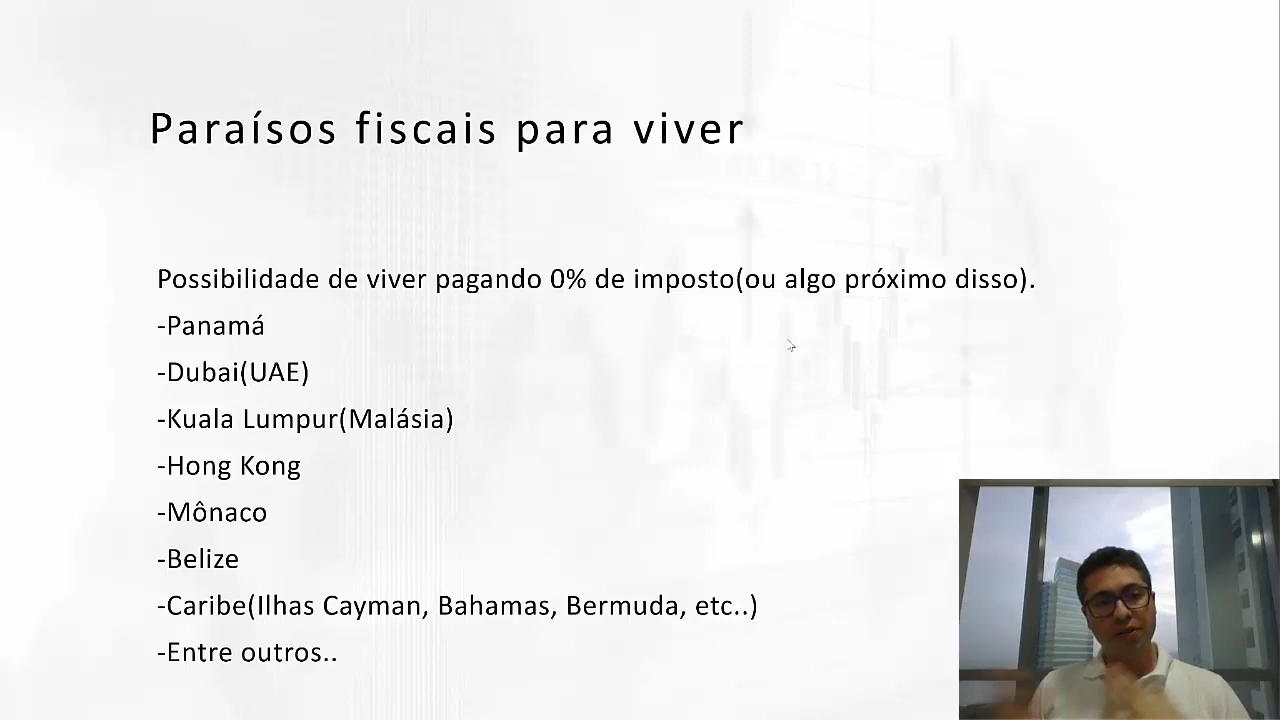 Paraísos fiscais para viver
Possibilidade de viver pagando 0% de imposto(ou algo próximo disso).
-Panamá
-Dubai(UAE)
-Kuala Lumpur(Malásia)
-Hong Kong
-Mônaco
-Belize
-Caribe(Ilhas Cayman, Bahamas, Bermuda, etc..)
-Entre outros..